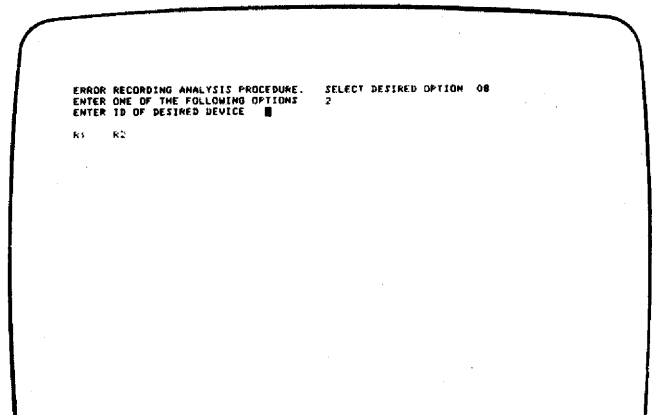 ERROR RECORDING ANALYSIS PROCEDURE. SELECT DESIRED OPTION 08
ENTER ONE OF THE FOLLOWING OPTIONS 2
ENTER ID OF DESIRED DEVICE
R1 R2